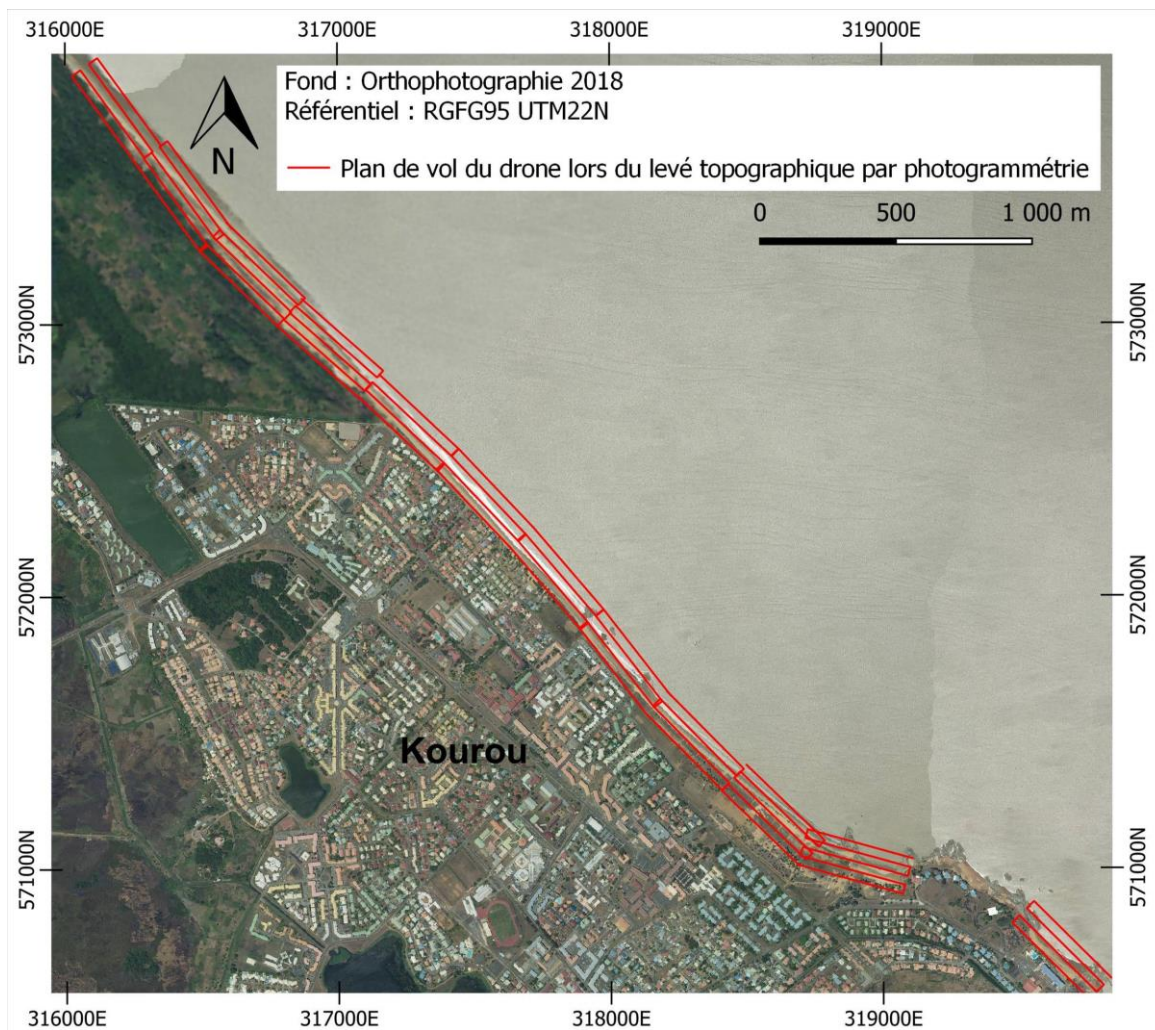 316000E 317000E 318000E 319000E
Fond : Orthophotographie 2018
Référentiel : RGFG95 UTM22N
N
Plan de vol du drone lors du levé topographique par photogrammétrie
0 500 1 000 m
573000N 573000N
572000N 572000N
Kourou
571000N 571000N
316000E 317000E 318000E 319000E